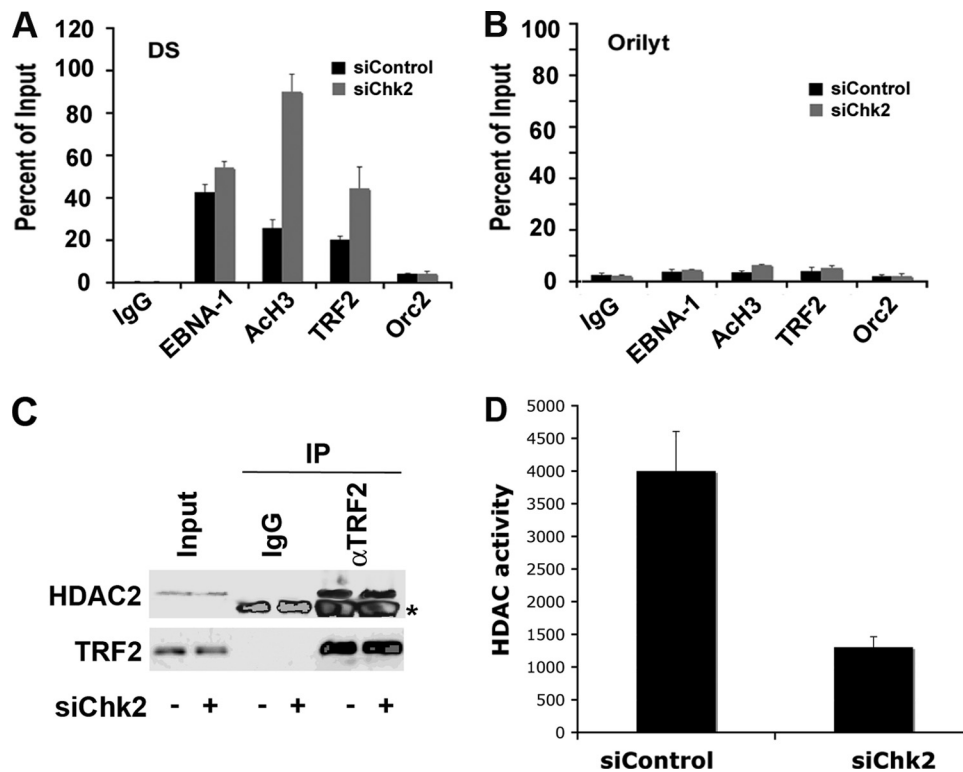 A
DS
siControl
siChk2
Percent of Input
120
100
80
60
40
20
0
IgG
EBNA-1
AcH3
TRF2
Orc2
B
Orilyt
siControl
siChk2
Percent of Input
100
80
60
40
20
0
IgG
EBNA-1
AcH3
TRF2
Orc2
C
IP
Input
IgG
αTRF2
HDAC2
*
TRF2
siChk2 - + - + - +
D
HDAC activity
5000
4500
4000
3500
3000
2500
2000
1500
1000
500
0
siControl
siChk2